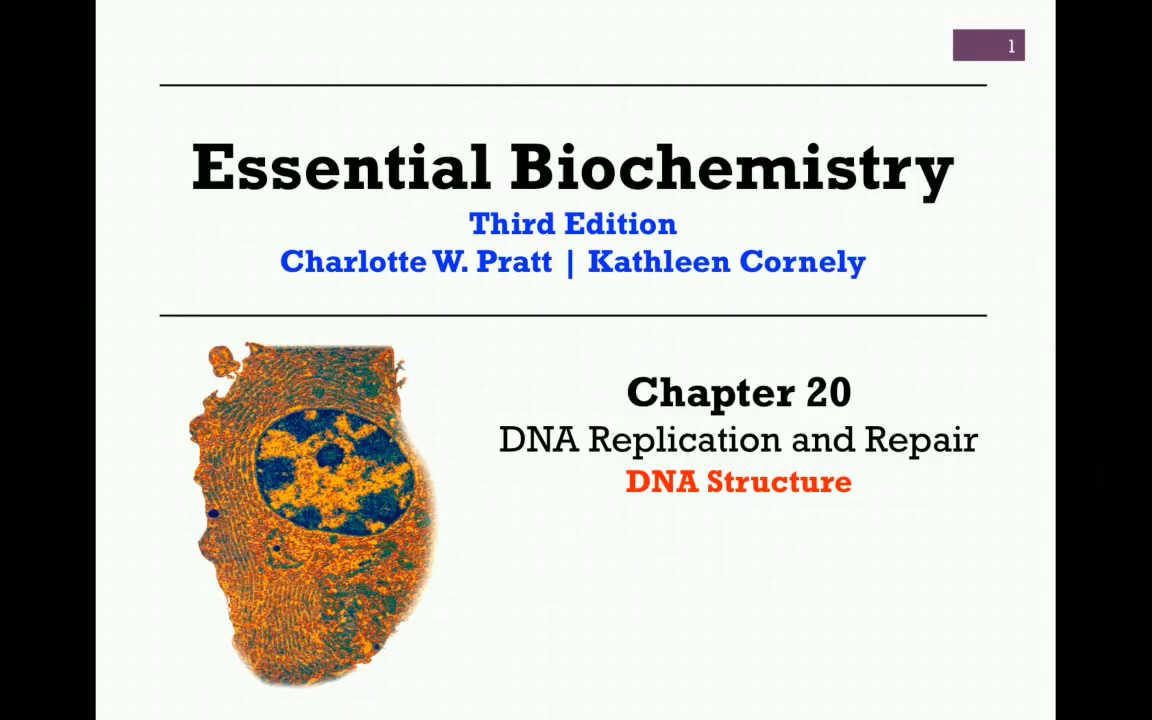 1
Essential Biochemistry
Third Edition
Charlotte W. Pratt | Kathleen Cornely
Chapter 20
DNA Replication and Repair
DNA Structure